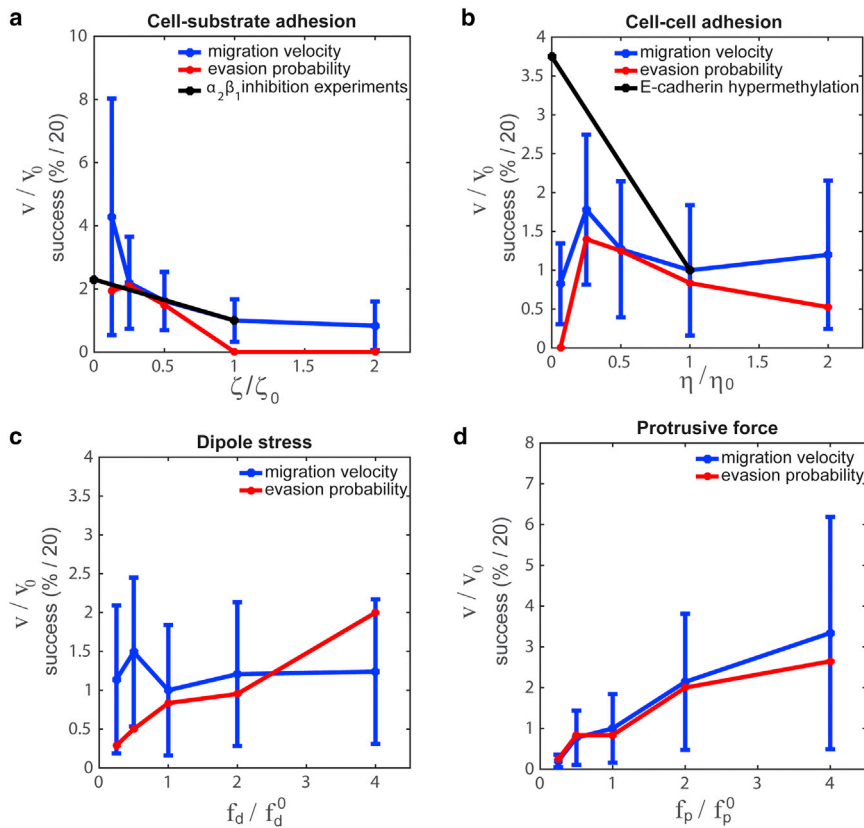 a
Cell-substrate adhesion
migration velocity
evasion probability
α2β1inhibition experiments
v / v0
success (% / 20)
10
8
6
4
2
0
0 0.5 1 1.5 2
ζ/ζ0
b
Cell-cell adhesion
migration velocity
evasion probability
E-cadherin hypermethylation
v / v0
success (% / 20)
4
3.5
3
2.5
2
1.5
1
0.5
0
0 0.5 1 1.5 2
η/η0
c
Dipole stress
migration velocity
evasion probability
v / v0
success (% / 20)
4
3.5
3
2.5
2
1.5
1
0.5
0
0 1 2 3 4
fd / fd0
d
Protrusive force
migration velocity
evasion probability
v / v0
success (% / 20)
8
7
6
5
4
3
2
1
0
0 1 2 3 4
fp / fp0